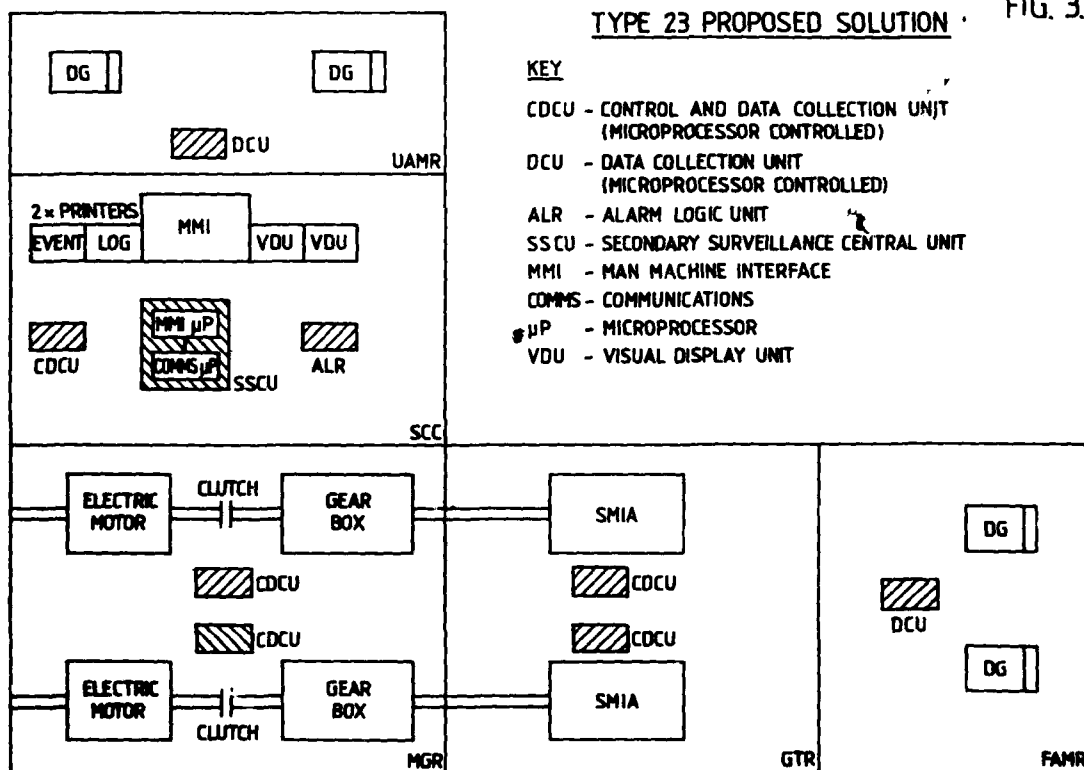 TYPE 23 PROPOSED SOLUTION
FIG. 3.
KEY
CDCU - CONTROL AND DATA COLLECTION UNIT
(MICROPROCESSOR CONTROLLED)
DCU - DATA COLLECTION UNIT
(MICROPROCESSOR CONTROLLED)
ALR - ALARM LOGIC UNIT
SSCU - SECONDARY SURVEILLANCE CENTRAL UNIT
MMI - MAN MACHINE INTERFACE
COMMS - COMMUNICATIONS
µP - MICROPROCESSOR
VDU - VISUAL DISPLAY UNIT
DG
DG
DCU
UAMR
2 × PRINTERS
EVENT
LOG
MMI
VDU
VDU
CDCU
MMI µP
COMMS µP
SSCU
ALR
SCC
ELECTRIC
MOTOR
CLUTCH
GEAR
BOX
CDCU
CDCU
ELECTRIC
MOTOR
CLUTCH
GEAR
BOX
MGR
SM1A
CDCU
CDCU
SM1A
GTR
DG
DCU
DG
FAMR